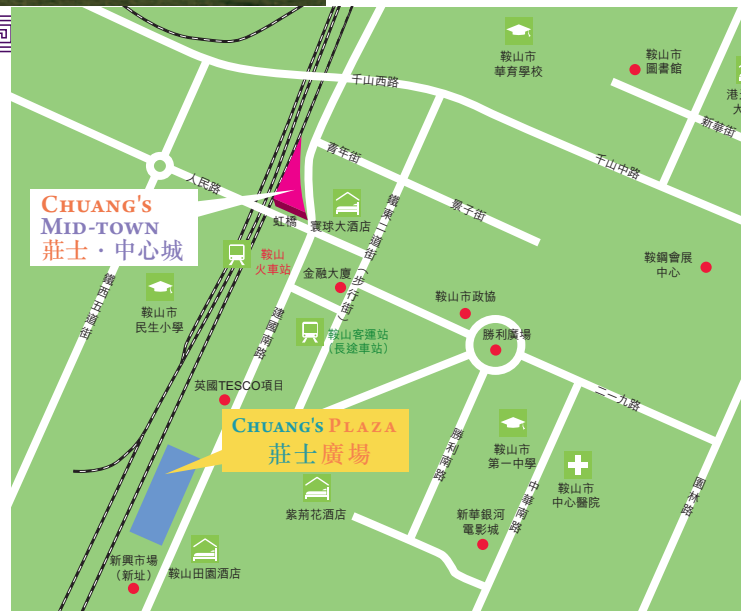 千山西路
鞍山市
華育學校
鞍山市
圖書館
港
大
新華街
千山中路
青年街
景子街
人民路
CHUANG'S
MID-TOWN
莊士·中心城
虹橋
寰球大酒店
鐵東二道街(步行街)
鞍山
火車站
金融大廈
鞍鋼會展
中心
鐵西五道街
鞍山市
民生小學
建國南路
鞍山市政協
鞍山客運站
(長途車站)
勝利廣場
英國TESCO項目
二一九路
CHUANG'S PLAZA
莊士廣場
勝利南路
鞍山市
第一中學
中華南路
鞍山市
中心醫院
園林路
紫荊花酒店
新華銀河
電影城
新興市場
(新址)
鞍山田園酒店